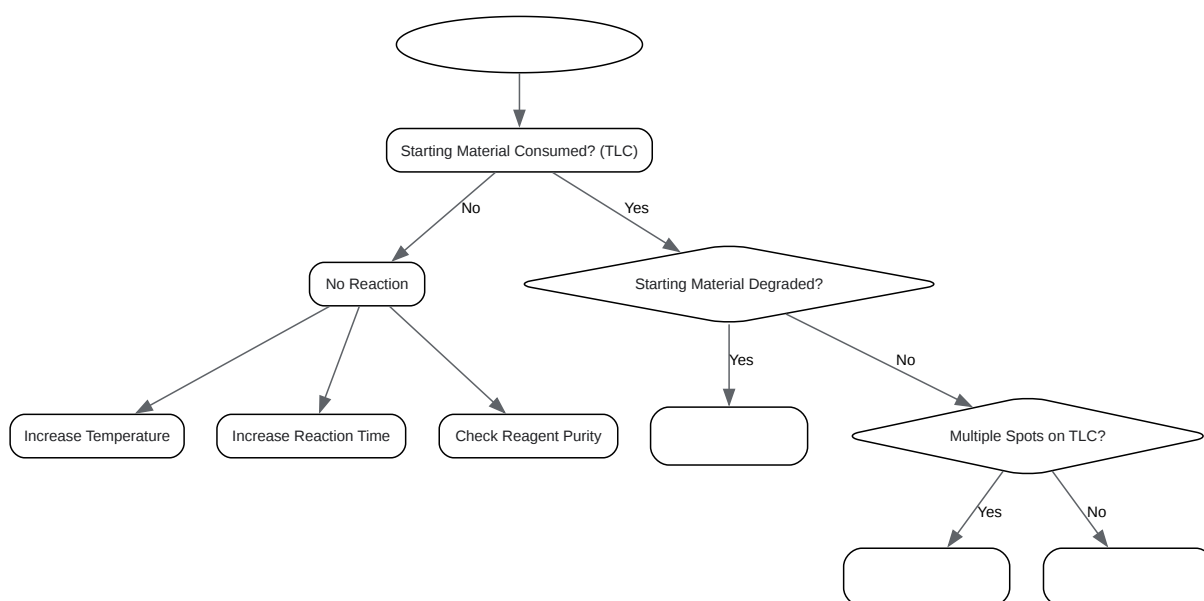 Starting Material Consumed? (TLC)
No
Yes
No Reaction
Starting Material Degraded?
Yes
No
Increase Temperature
Increase Reaction Time
Check Reagent Purity
Multiple Spots on TLC?
Yes
No